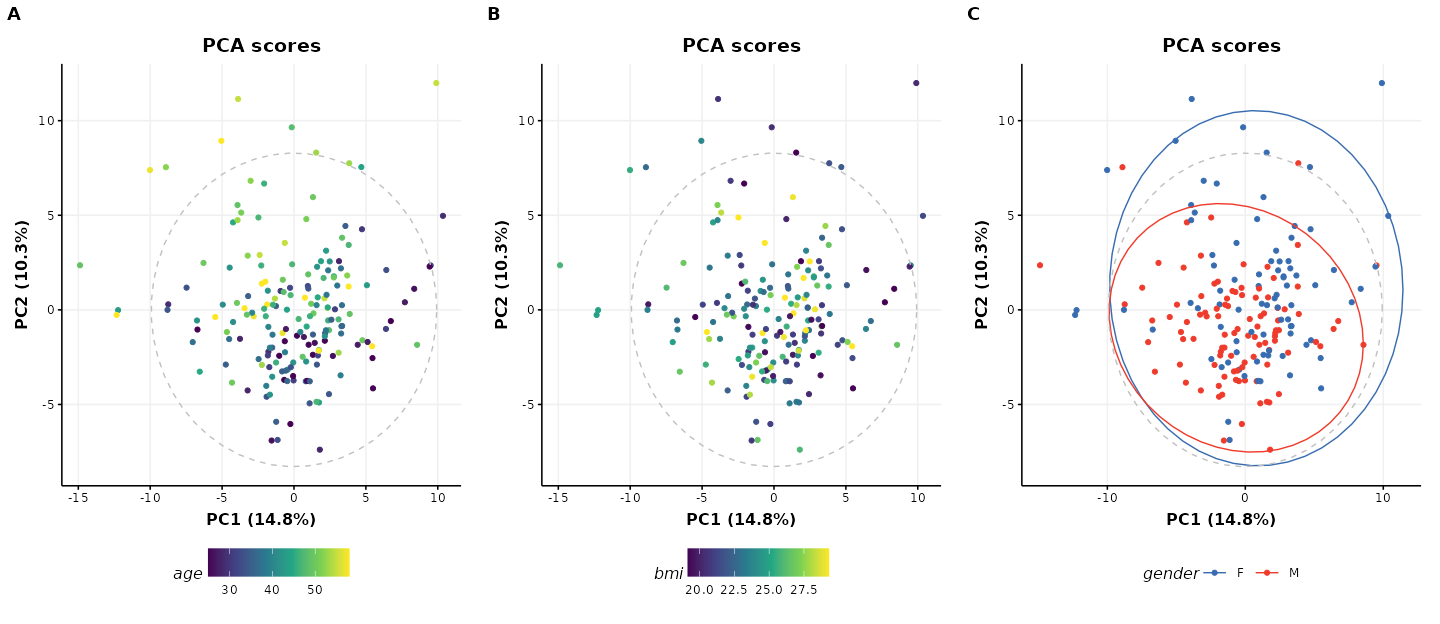 A
B
C
PCA scores
PCA scores
PCA scores
PC2 (10.3%)
10
5
0
-5
-15 -10 -5 0 5 10
PC1 (14.8%)
PC2 (10.3%)
10
5
0
-5
-15 -10 -5 0 5 10
PC1 (14.8%)
PC2 (10.3%)
10
5
0
-5
-10 0 10
PC1 (14.8%)
age
30 40 50
bmi
20.0 22.5 25.0 27.5
gender F M